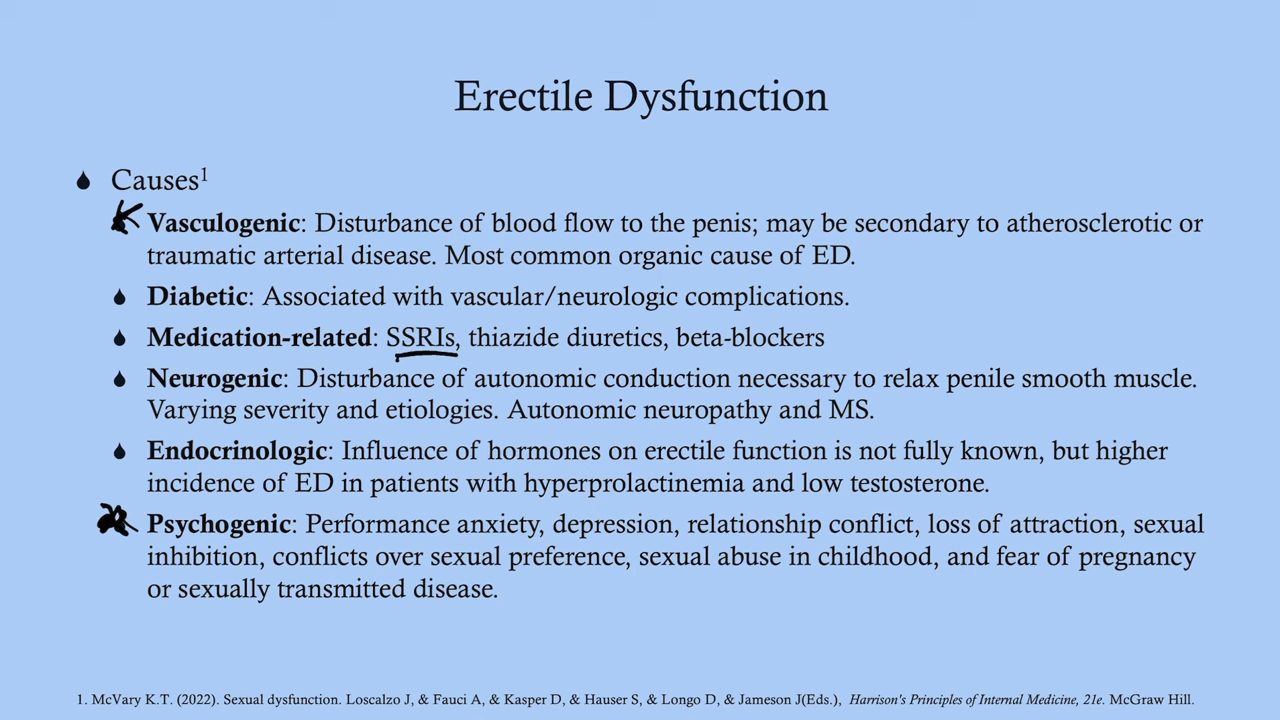 Erectile Dysfunction
Causes1
Vasculogenic: Disturbance of blood flow to the penis; may be secondary to atherosclerotic or
traumatic arterial disease. Most common organic cause of ED.
Diabetic: Associated with vascular/neurologic complications.
Medication-related: SSRIs, thiazide diuretics, beta-blockers
Neurogenic: Disturbance of autonomic conduction necessary to relax penile smooth muscle.
Varying severity and etiologies. Autonomic neuropathy and MS.
Endocrinologic: Influence of hormones on erectile function is not fully known, but higher
incidence of ED in patients with hyperprolactinemia and low testosterone.
Psychogenic: Performance anxiety, depression, relationship conflict, loss of attraction, sexual
inhibition, conflicts over sexual preference, sexual abuse in childhood, and fear of pregnancy
or sexually transmitted disease.
1. McVary K.T. (2022). Sexual dysfunction. Loscalzo J, & Fauci A, & Kasper D, & Hauser S, & Longo D, & Jameson J(Eds.), Harrison's Principles of Internal Medicine, 21e. McGraw Hill.